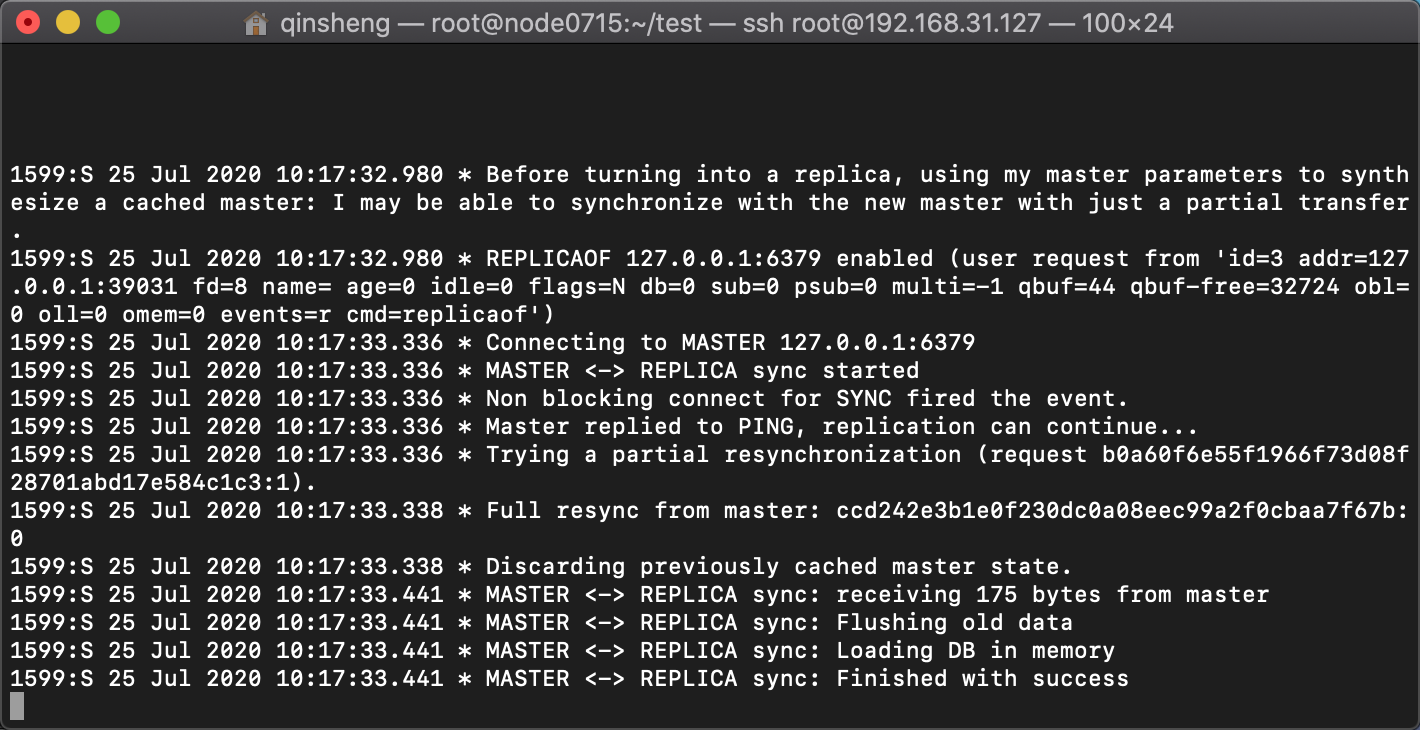 qinsheng — root@node0715:~/test — ssh root@192.168.31.127 — 100×24
1599:S 25 Jul 2020 10:17:32.980 * Before turning into a replica, using my master parameters to synth
esize a cached master: I may be able to synchronize with the new master with just a partial transfer
.
1599:S 25 Jul 2020 10:17:32.980 * REPLICAOF 127.0.0.1:6379 enabled (user request from 'id=3 addr=127
.0.0.1:39031 fd=8 name= age=0 idle=0 flags=N db=0 sub=0 psub=0 multi=-1 qbuf=44 qbuf-free=32724 obl=
0 oll=0 omem=0 events=r cmd=replicaof')
1599:S 25 Jul 2020 10:17:33.336 * Connecting to MASTER 127.0.0.1:6379
1599:S 25 Jul 2020 10:17:33.336 * MASTER <-> REPLICA sync started
1599:S 25 Jul 2020 10:17:33.336 * Non blocking connect for SYNC fired the event.
1599:S 25 Jul 2020 10:17:33.336 * Master replied to PING, replication can continue...
1599:S 25 Jul 2020 10:17:33.336 * Trying a partial resynchronization (request b0a60f6e55f1966f73d08f
28701abd17e584c1c3:1).
1599:S 25 Jul 2020 10:17:33.338 * Full resync from master: ccd242e3b1e0f230dc0a08eec99a2f0cbaa7f67b:
0
1599:S 25 Jul 2020 10:17:33.338 * Discarding previously cached master state.
1599:S 25 Jul 2020 10:17:33.441 * MASTER <-> REPLICA sync: receiving 175 bytes from master
1599:S 25 Jul 2020 10:17:33.441 * MASTER <-> REPLICA sync: Flushing old data
1599:S 25 Jul 2020 10:17:33.441 * MASTER <-> REPLICA sync: Loading DB in memory
1599:S 25 Jul 2020 10:17:33.441 * MASTER <-> REPLICA sync: Finished with success